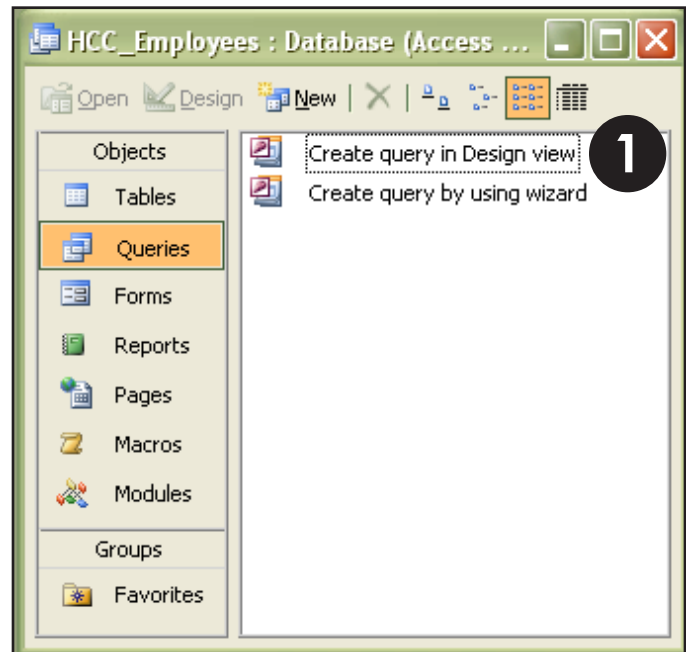 HCC_Employees : Database (Access ...
Open Design New
Objects
Tables
Queries
Forms
Reports
Pages
Macros
Modules
Groups
Favorites
Create query in Design view
1
Create query by using wizard